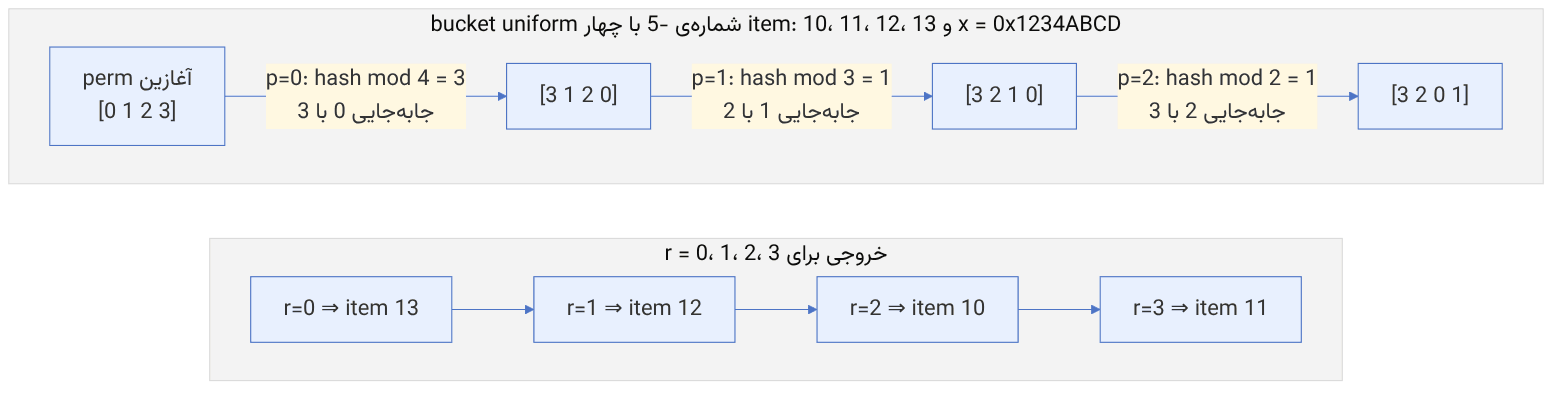 bucket uniform شماره‌ی -5 با چهار item: 10، 11، 12، 13 و x = 0x1234ABCD
perm آغازین
[0 1 2 3]
p=0: hash mod 4 = 3
جابه‌جایی 0 با 3
[3 1 2 0]
p=1: hash mod 3 = 1
جابه‌جایی 1 با 2
[3 2 1 0]
p=2: hash mod 2 = 1
جابه‌جایی 2 با 3
[3 2 0 1]
خروجی برای r = 0، 1، 2، 3
r=0 ⇒ item 13
r=1 ⇒ item 12
r=2 ⇒ item 10
r=3 ⇒ item 11